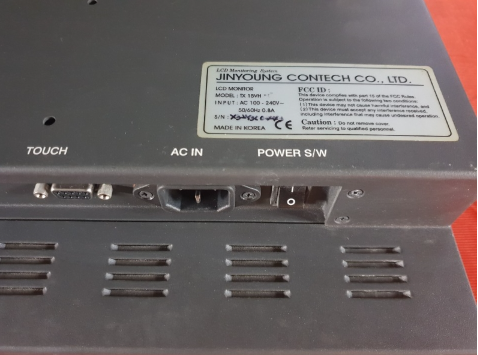 LCD Monitoring System
JINYOUNG CONTECH CO., LTD.
LCD MONITOR
MODEL: TX 15VH
INPUT: AC 100 - 240V~
50/60Hz 0.8A
S/N:
MADE IN KOREA
CE
FCC ID:
This device complies with part 15 of the FCC Rules.
Operation is subject to the following two conditions:
(1) This device may not cause harmful interference, and
(2) This device must accept any interference received,
including interference that may cause undesired operation.
Caution : Do not remove cover.
Refer servicing to qualified personnel.
TOUCH
AC IN
POWER S/W
O